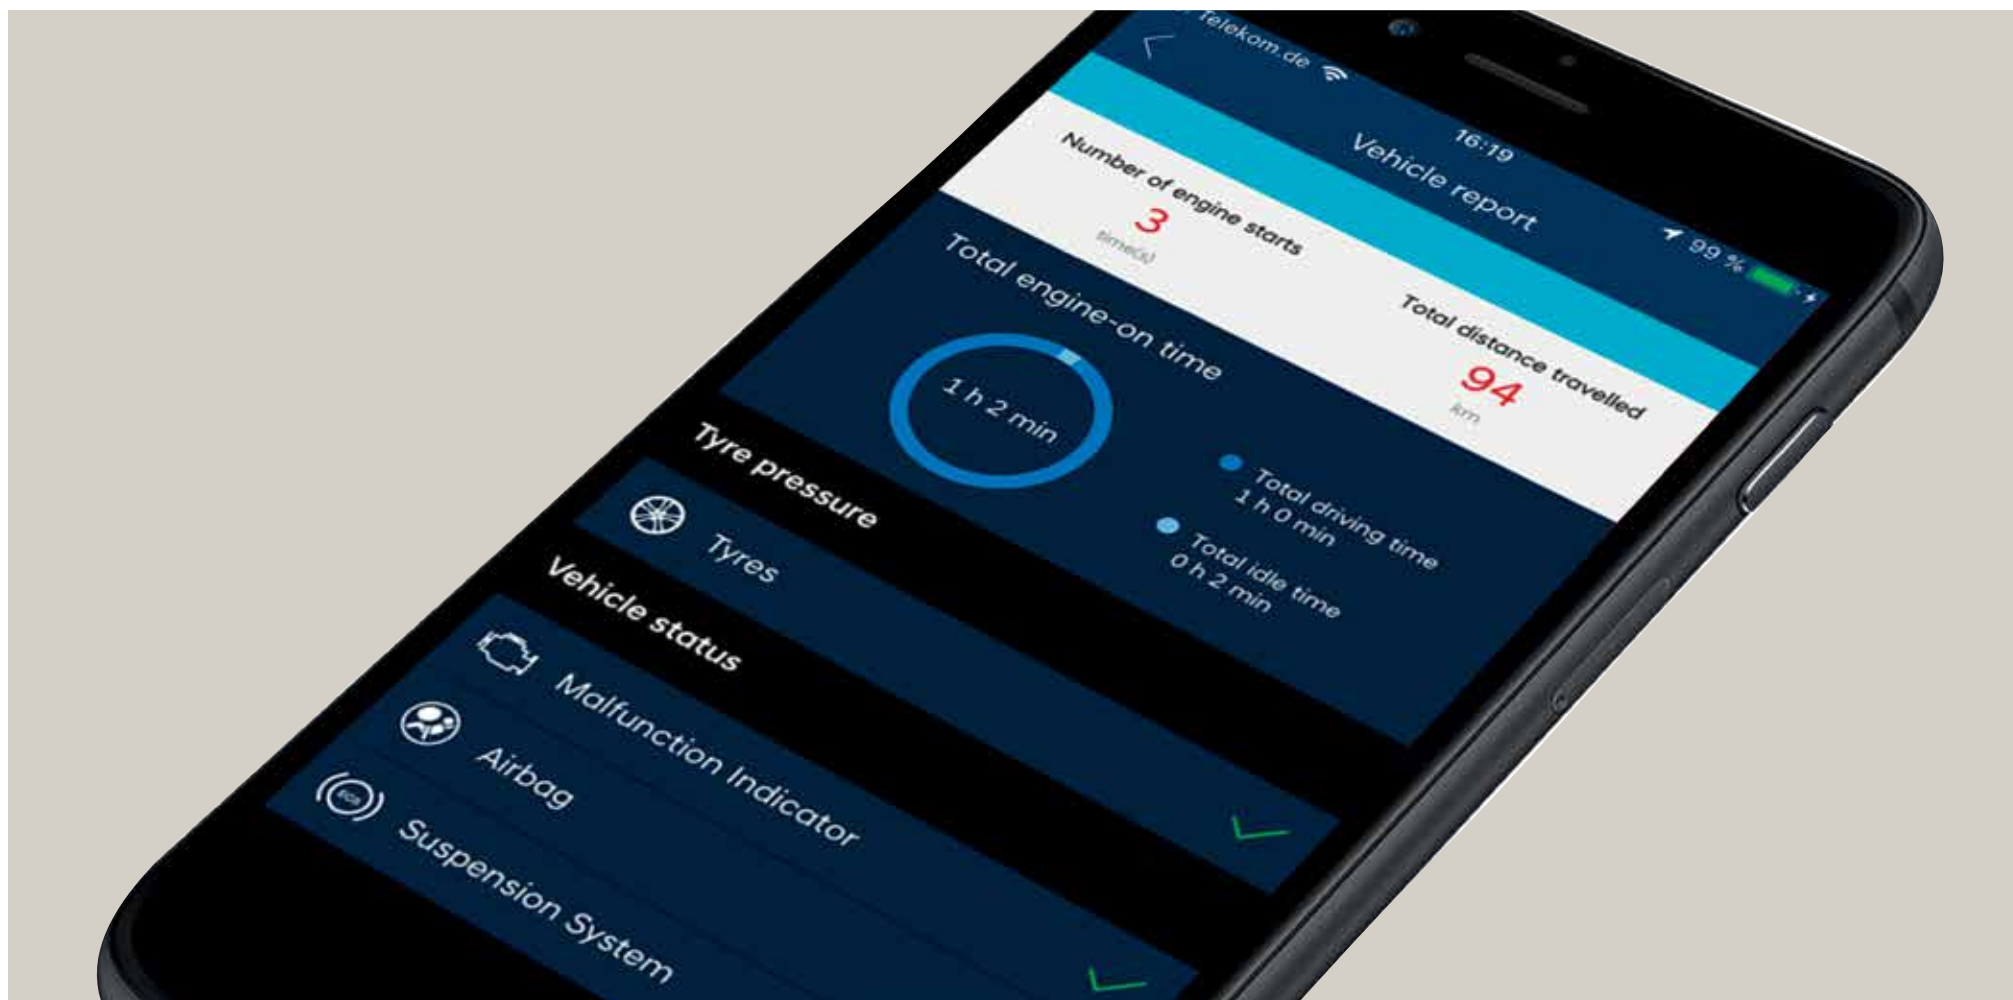 Telekom.de
16:19
99 %
Vehicle report
Number of engine starts
3
time(s)
Total distance travelled
94
km
Total engine-on time
1 h 2 min
Total driving time
1 h 0 min
Total idle time
0 h 2 min
Tyre pressure
Tyres
Vehicle status
Malfunction Indicator
Airbag
Suspension System